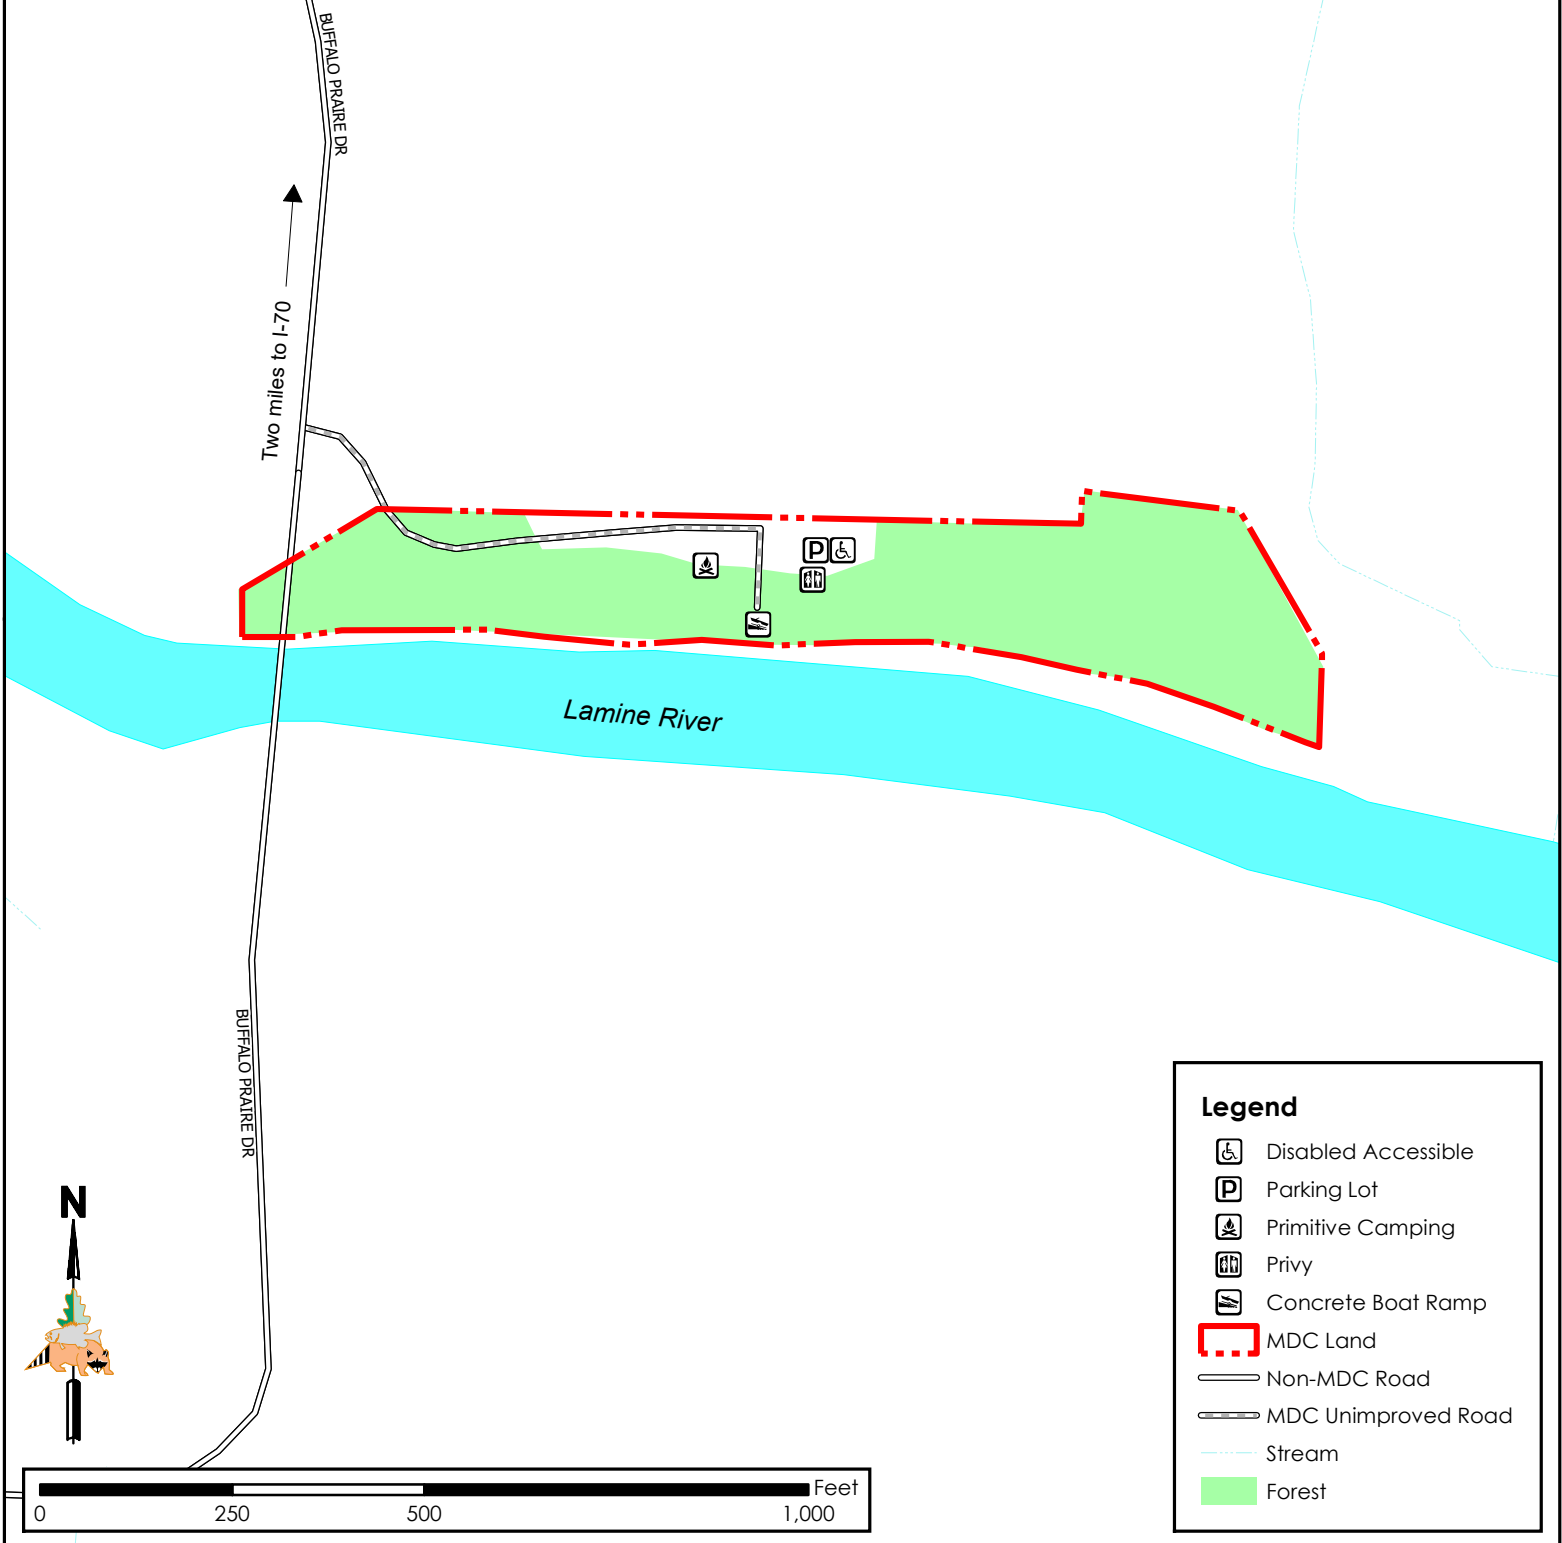 BUFFALO PRAIRE DR
Two miles to I-70
P
Lamine River
BUFFALO PRAIRE DR
N
Legend
Disabled Accessible
P Parking Lot
Primitive Camping
Privy
Concrete Boat Ramp
MDC Land
Non-MDC Road
MDC Unimproved Road
Stream
Forest
Feet
0 250 500 1,000